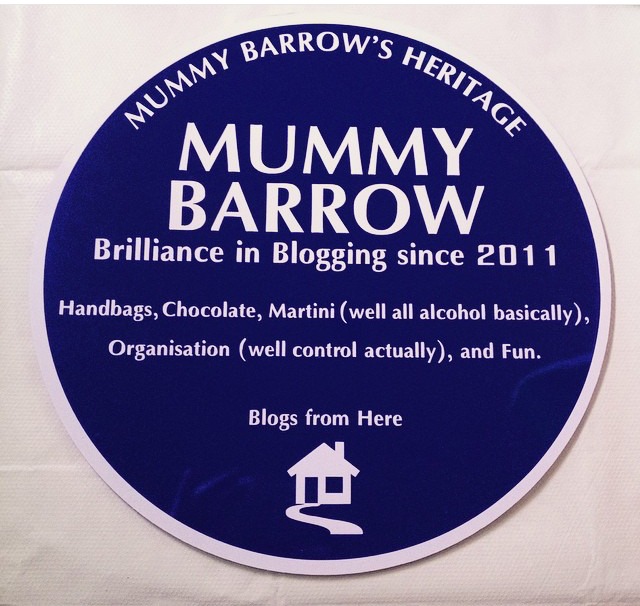 MUMMY BARROW'S HERITAGE
MUMMY
BARROW
Brilliance in Blogging since 2011
Handbags, Chocolate, Martini (well all alcohol basically),
Organisation (well control actually), and Fun.
Blogs from Here